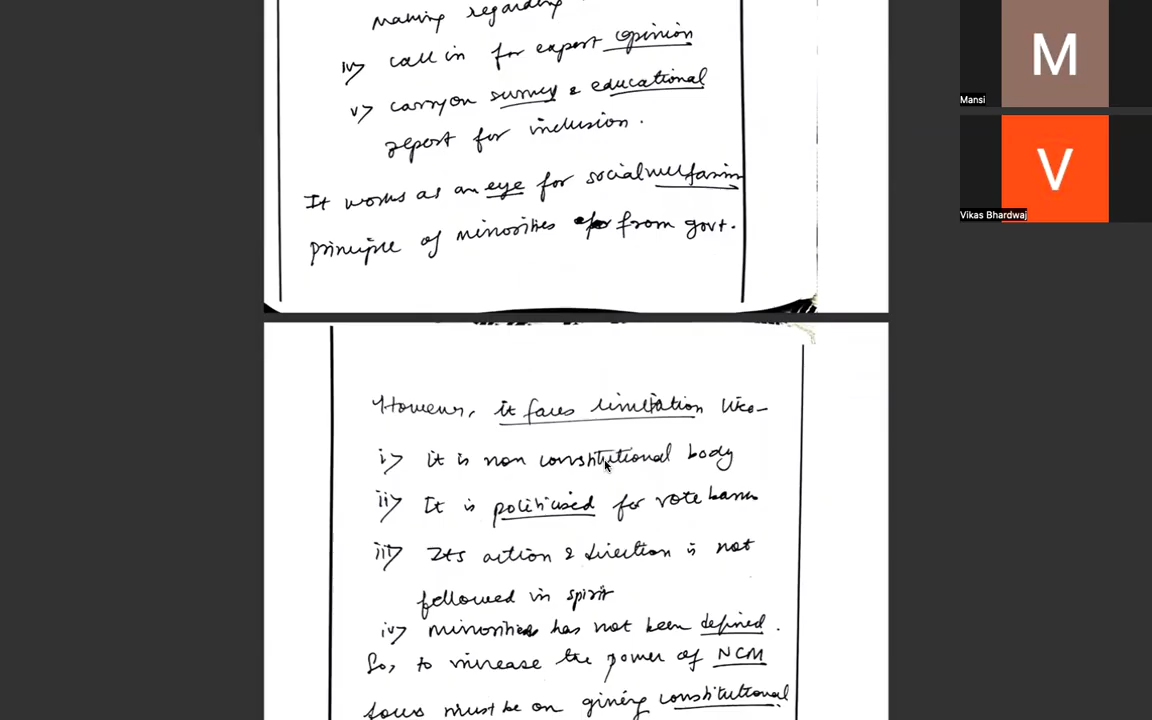 making regarding
iv> call in for expert opinion
v> carryon survey & educational
report for inclusion.
It works as an eye for social welfaring
principle of minorities from govt.
However, it faces limitation like-
i> it is non constitutional body
ii> It is politicised for vote bank
iii> Its action & direction is not
followed in spirit
iv> minorities has not been defined.
So, to increase the power of NCM
focus must be on giving constitutional
M
Mansi
V
Vikas Bhardwaj